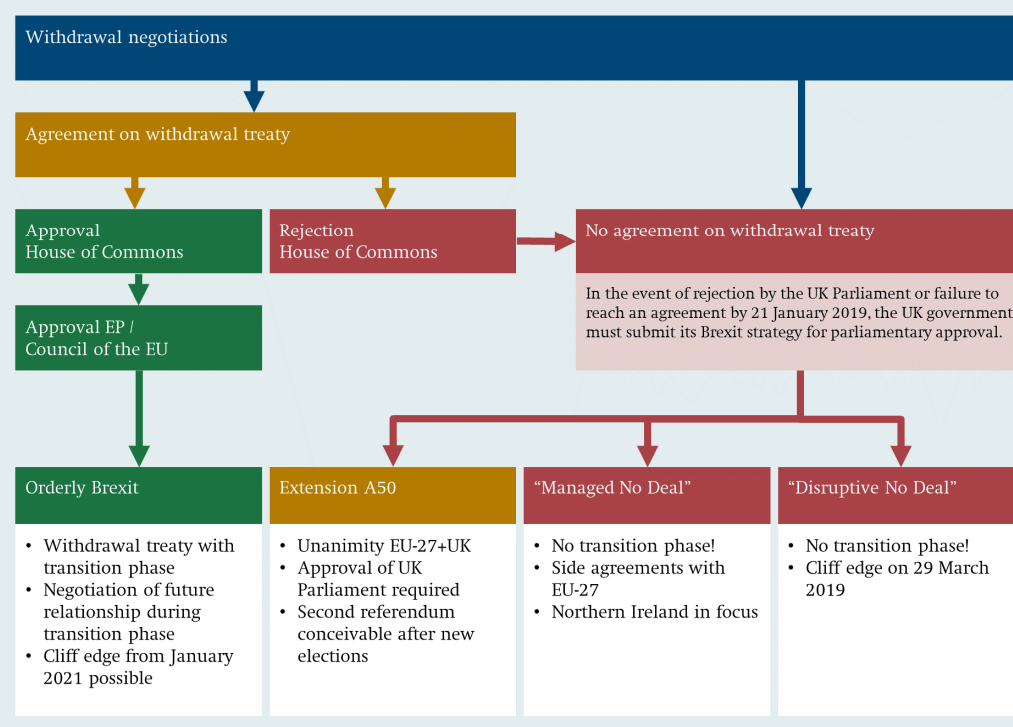 Withdrawal negotiations
Agreement on withdrawal treaty
Approval
House of Commons
Rejection
House of Commons
No agreement on withdrawal treaty
In the event of rejection by the UK Parliament or failure to
reach an agreement by 21 January 2019, the UK government
must submit its Brexit strategy for parliamentary approval.
Approval EP /
Council of the EU
Orderly Brexit
• Withdrawal treaty with
transition phase
• Negotiation of future
relationship during
transition phase
• Cliff edge from January
2021 possible
Extension A50
• Unanimity EU-27+UK
• Approval of UK
Parliament required
• Second referendum
conceivable after new
elections
“Managed No Deal”
• No transition phase!
• Side agreements with
EU-27
• Northern Ireland in focus
“Disruptive No Deal”
• No transition phase!
• Cliff edge on 29 March
2019